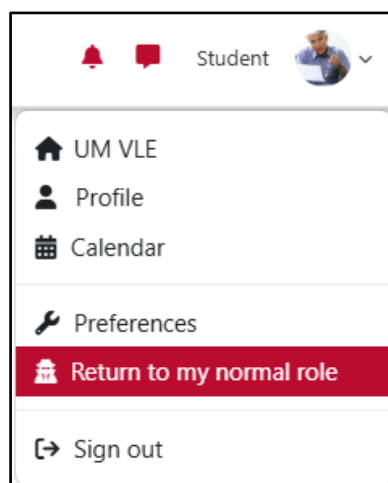 Student
UM VLE
Profile
Calendar
Preferences
Return to my normal role
Sign out